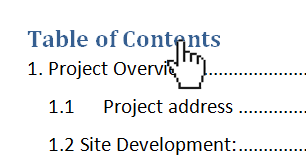 Table of Contents
1. Project Overvi....................
1.1 Project address ..............
1.2 Site Development:..............